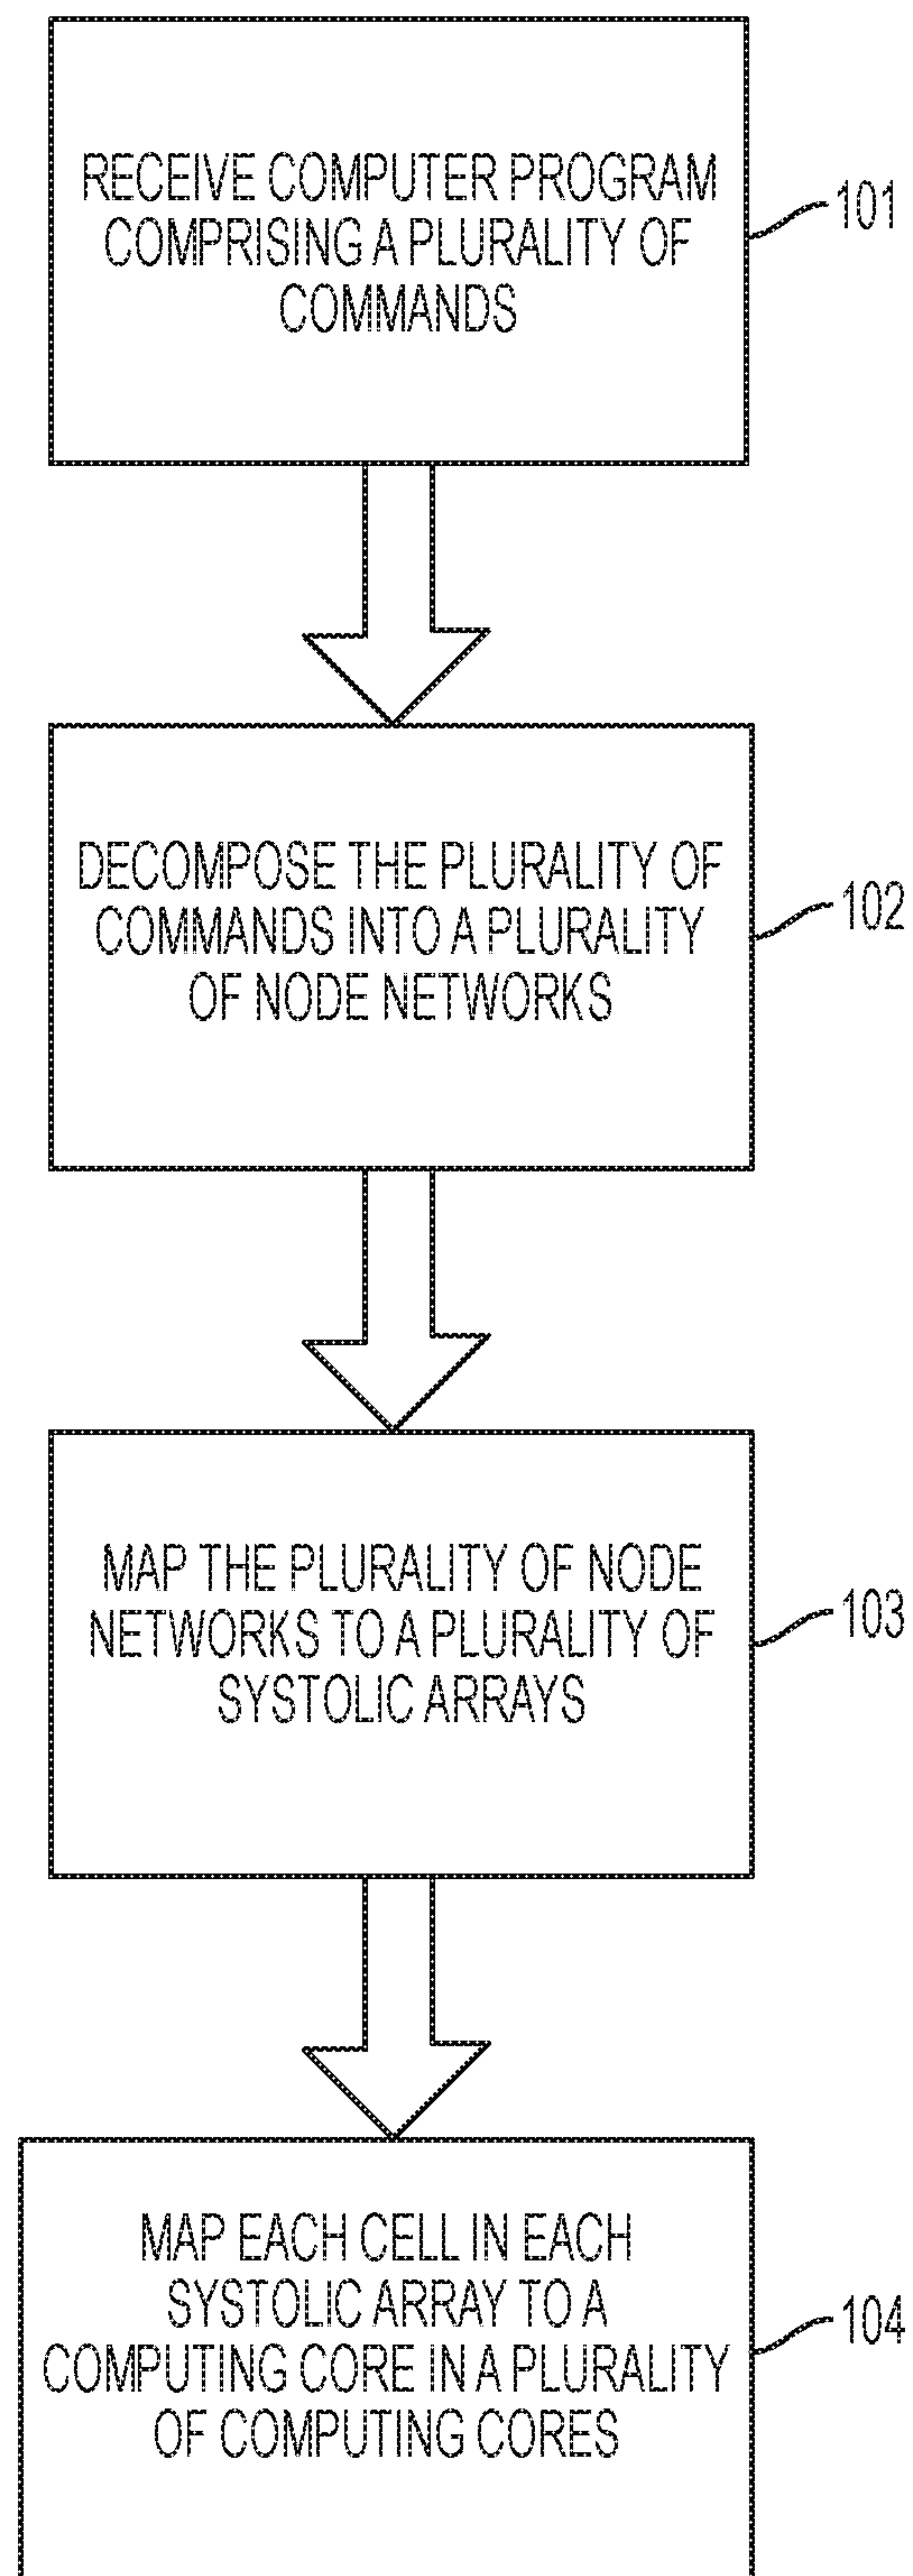 RECEIVE COMPUTER PROGRAM
COMPRISING A PLURALITY OF
COMMANDS
101
DECOMPOSE THE PLURALITY OF
COMMANDS INTO A PLURALITY
OF NODE NETWORKS
102
MAP THE PLURALITY OF NODE
NETWORKS TO A PLURALITY OF
SYSTOLIC ARRAYS
103
MAP EACH CELL IN EACH
SYSTOLIC ARRAY TO A
COMPUTING CORE IN A PLURALITY
OF COMPUTING CORES
104